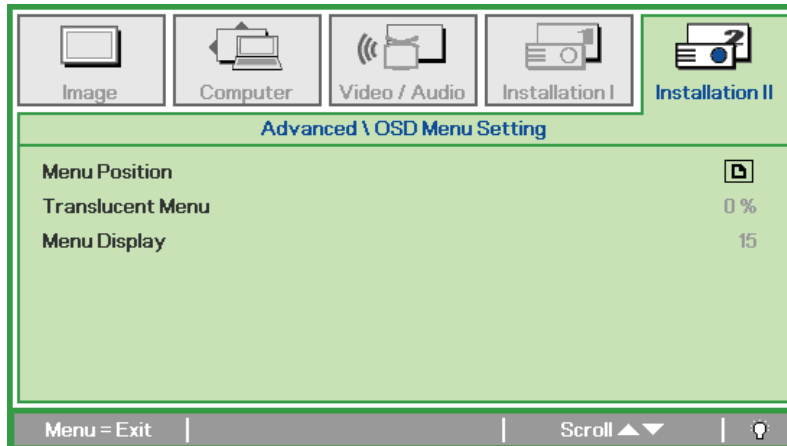 Image Computer Video / Audio Installation I Installation II
Advanced \ OSD Menu Setting
Menu Position
Translucent Menu 0 %
Menu Display 15
Menu = Exit Scroll ▲▼